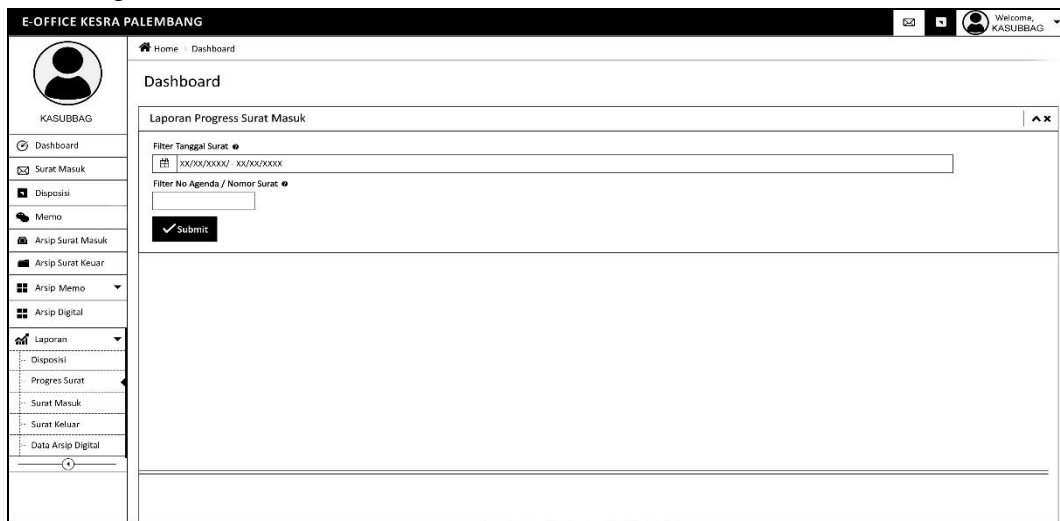 E-OFFICE KESRA PALEMBANG
Welcome,
KASUBBAG
KASUBBAG
Dashboard
Surat Masuk
Disposisi
Memo
Arsip Surat Masuk
Arsip Surat Keuar
Arsip Memo
Arsip Digital
Laporan
Disposisi
Progres Surat
Surat Masuk
Surat Keluar
Data Arsip Digital
Home Dashboard
Dashboard
Laporan Progress Surat Masuk
Filter Tanggal Surat
XX/XX/XXXX/ - XX/XX/XXXX
Filter No Agenda / Nomor Surat
Submit